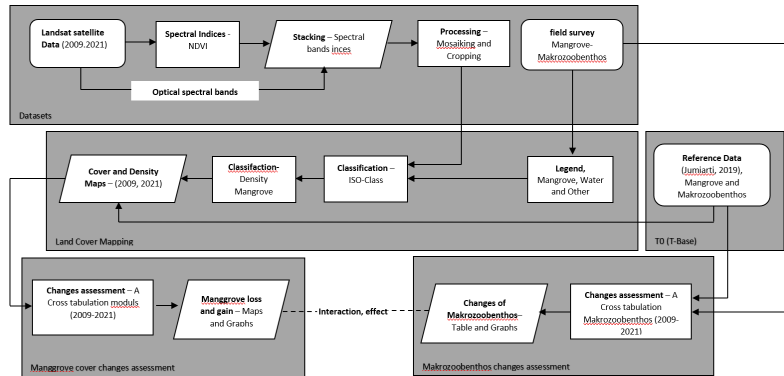 Landsat satellite
Data (2009.2021)
Spectral Indices -
NDVI
Stacking – Spectral
bands inces
Processing –
Mosaiking and
Cropping
field survey
Mangrove-
Makrozoobenthos
Optical spectral bands
Datasets
Cover and Density
Maps – (2009, 2021)
Classifaction-
Density
Mangrove
Classification –
ISO-Class
Legend,
Mangrove, Water
and Other
Reference Data
(Jumiarti, 2019),
Mangrove and
Makrozoobenthos
Land Cover Mapping
T0 (T-Base)
Changes assessment – A
Cross tabulation moduls
(2009-2021)
Manggrove loss
and gain – Maps
and Graphs
Interaction, effect
Changes of
Makrozoobenthos–
Table and Graphs
Changes assessment – A
Cross tabulation
Makrozoobenthos (2009-
2021)
Manggrove cover changes assessment
Makrozoobenthos changes assessment